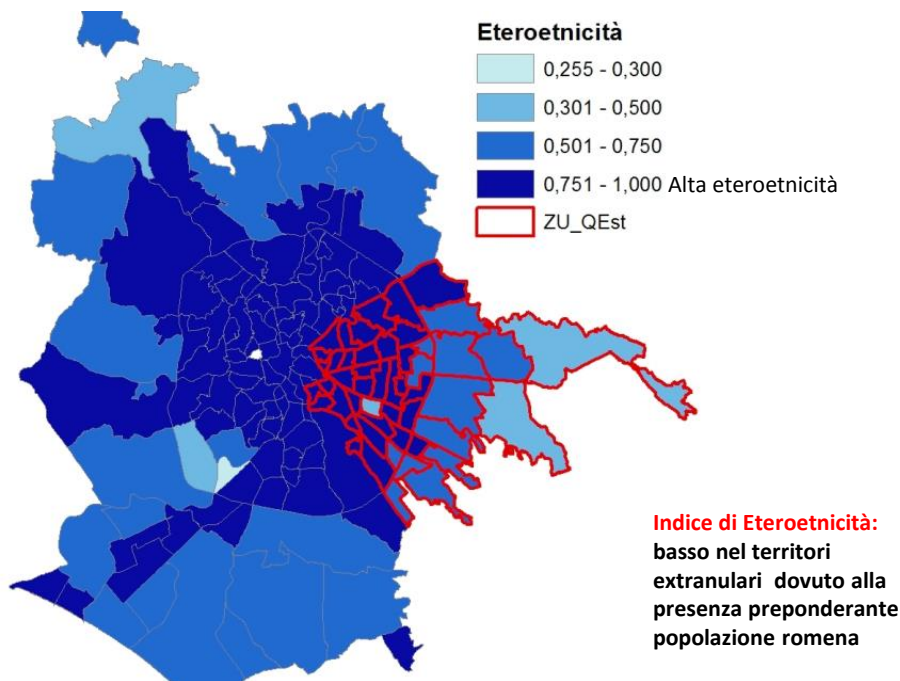 Eteroetnicità
0,255 - 0,300
0,301 - 0,500
0,501 - 0,750
0,751 - 1,000 Alta eteroetnicità
ZU_QEst
Indice di Eteroetnicità:
basso nel territori
extranulari dovuto alla
presenza preponderante
popolazione romena